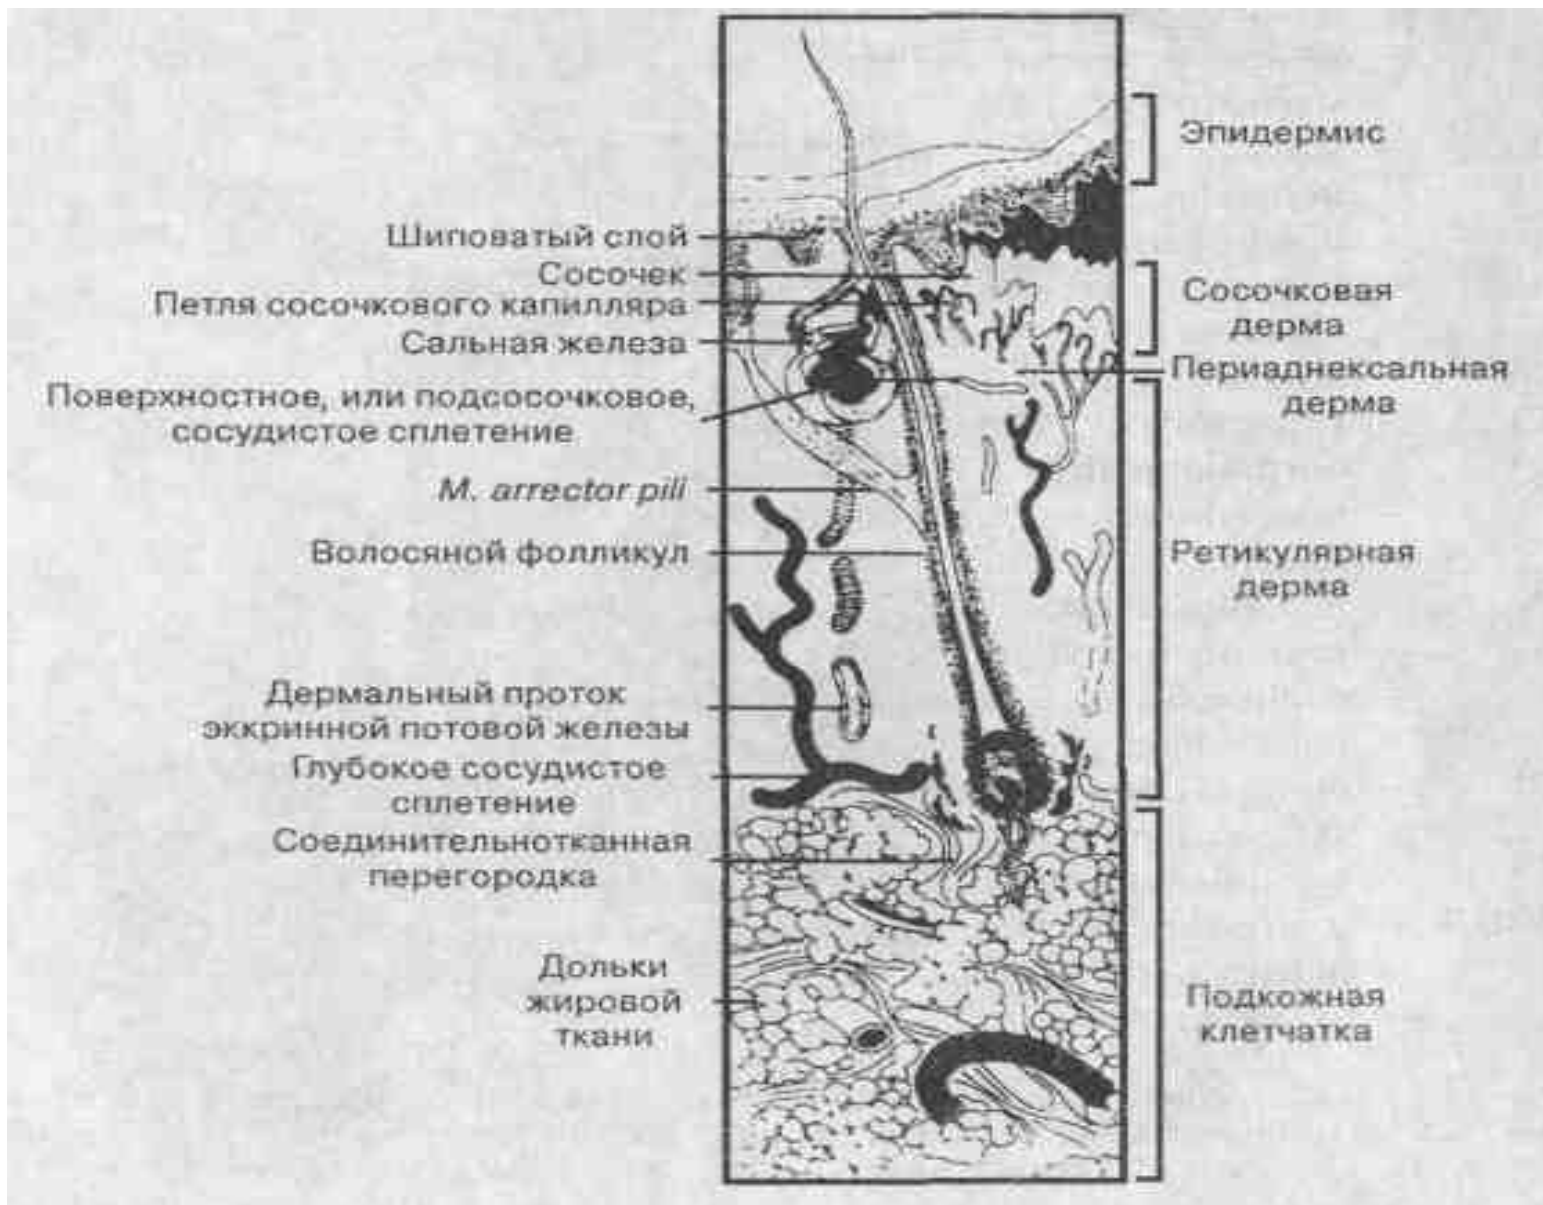 Шиповатый слой
Сосочек
Петля сосочкового капилляра
Сальная железа
Поверхностное, или подсосочковое,
сосудистое сплетение
M. arrector pili
Волосяной фолликул
Дермальный проток
эккринной потовой железы
Глубокое сосудистое
сплетение
Соединительнотканная
перегородка
Дольки
жировой
ткани
Эпидермис
Сосочковая
дерма
Периаднексальная
дерма
Ретикулярная
дерма
Подкожная
клетчатка